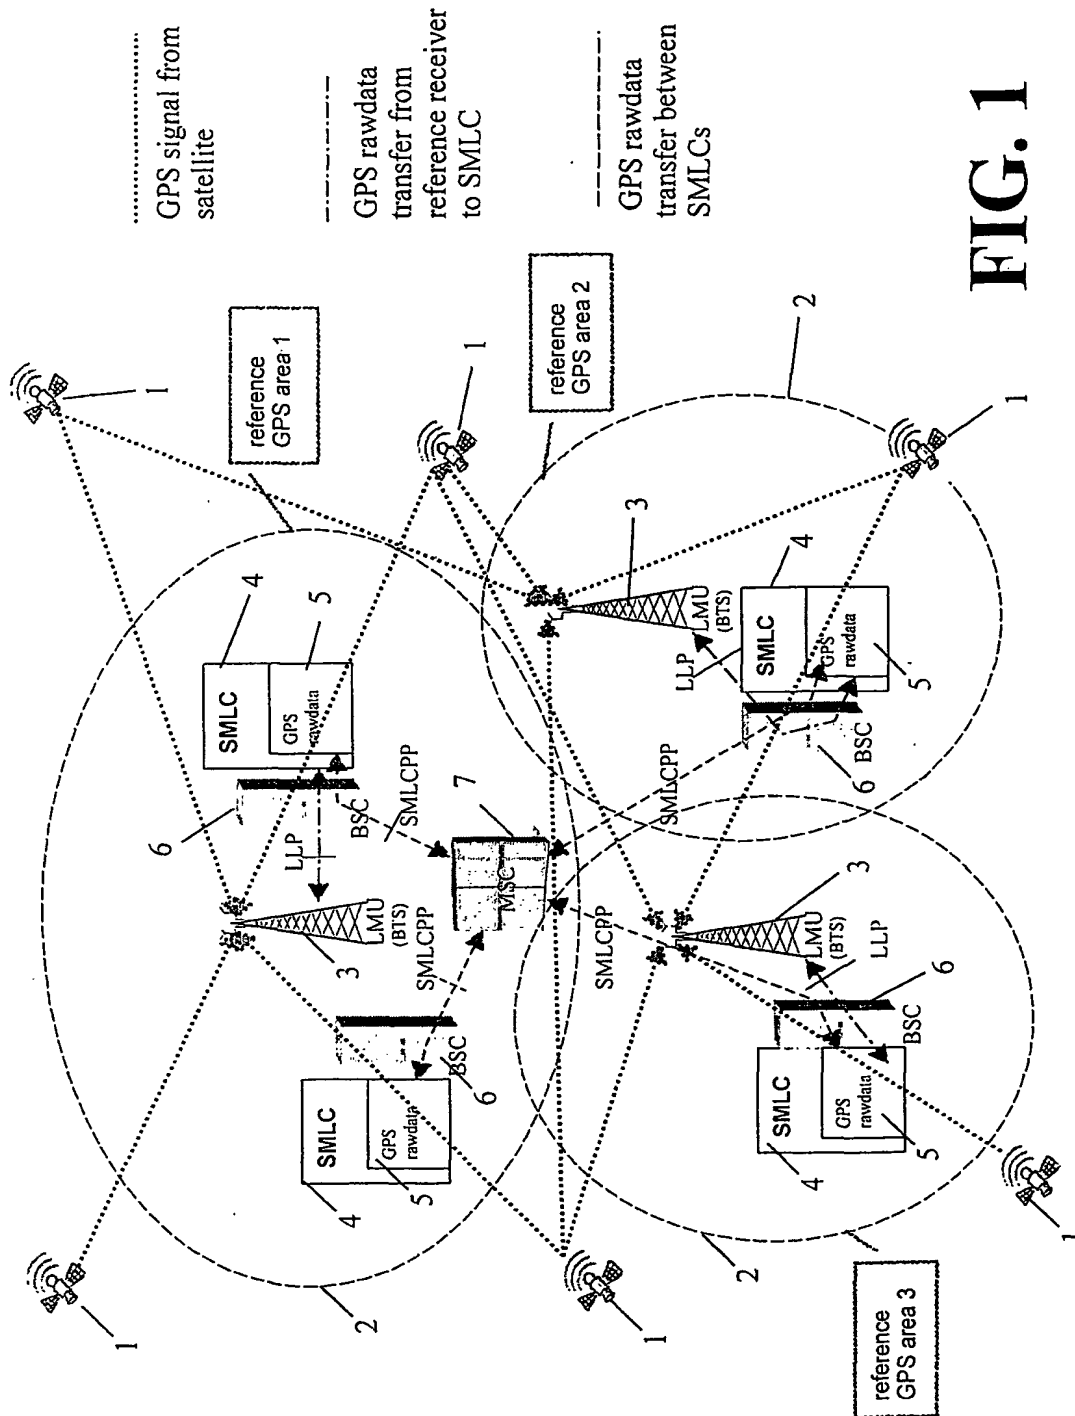 GPS signal from
satellite
GPS rawdata
transfer from
reference receiver
to SMLC
GPS rawdata
transfer between
SMLCs
FIG. 1
reference
GPS area 1
reference
GPS area 2
reference
GPS area 3
1
1
1
1
1
1
2
2
2
SMLC
GPS
rawdata
4
5
6
BSC
LLP
SMLCPP
LMU
(BTS)
3
SMLCPP
MSC
7
SMLC
GPS
rawdata
4
5
6
BSC
SMLCPP
SMLCPP
3
LMU
(BTS)
LLP
SMLC
GPS
rawdata
4
5
6
BSC
3
LMU
(BTS)
LLP
SMLC
GPS
rawdata
4
5
6
BSC